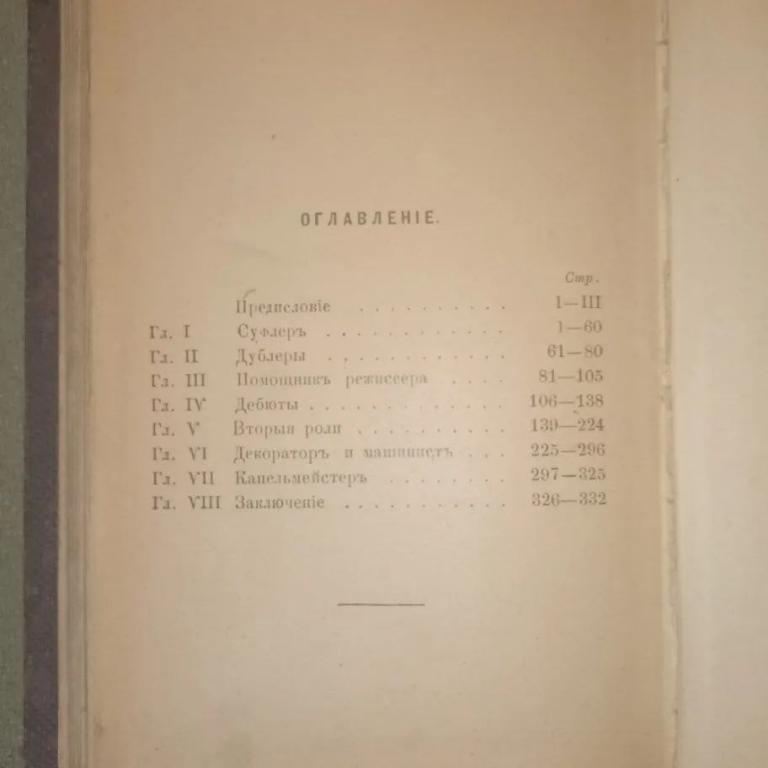 ОГЛАВЛЕНІЕ.
Стр.
Предисловіе . . . . . . . . . . 1—III
Гл. I Суфлеръ . . . . . . . . . . . . 1—60
Гл. II Дублеры . . . . . . . . . . . . 61—80
Гл. III Помощникъ режиссера . . . . 81—105
Гл. IV Дебюты . . . . . . . . . . . . . 106—138
Гл. V Вторыя роли . . . . . . . . . . 139—224
Гл. VI Декораторъ и машинистъ . . . 225—296
Гл. VII Капельмейстеръ . . . . . . . . 297—325
Гл. VIII Заключеніе . . . . . . . . . . . 326—332